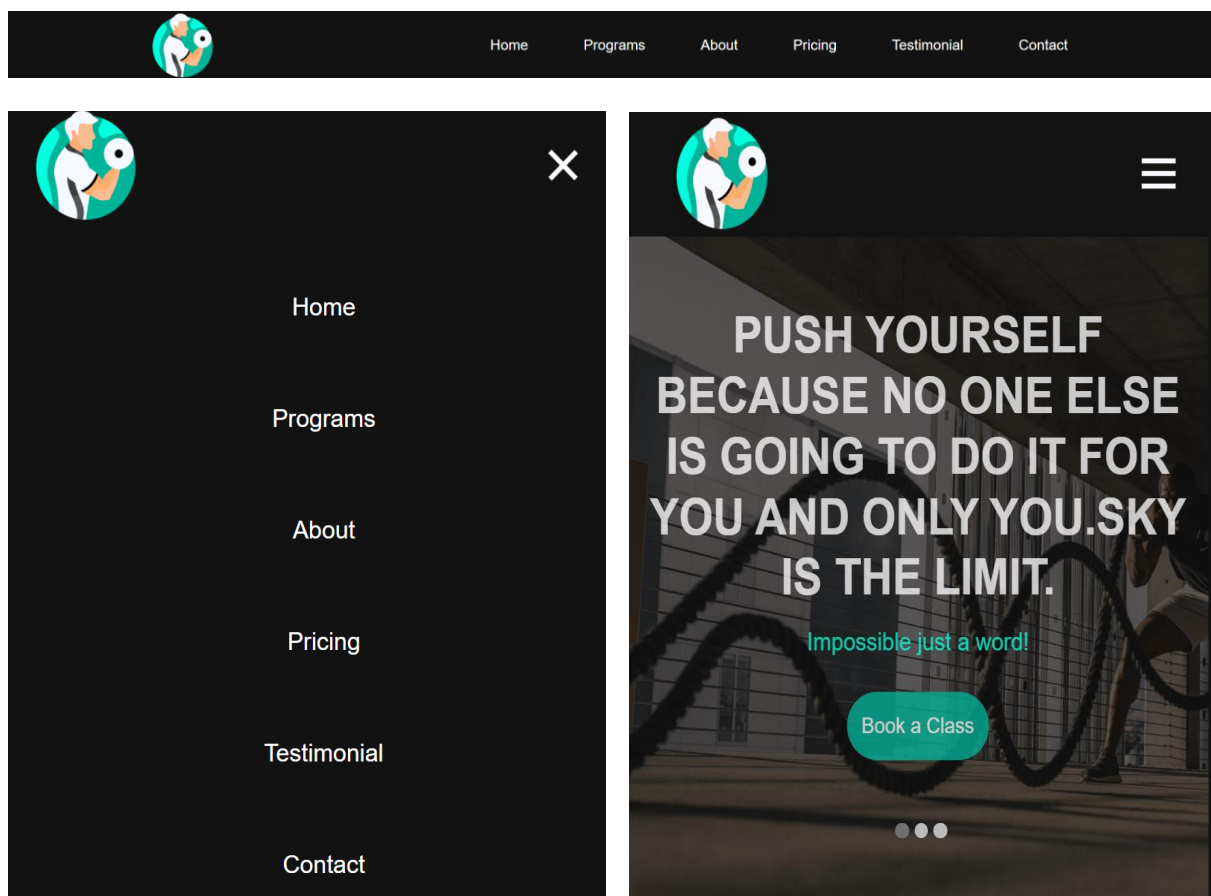 Home Programs About Pricing Testimonial Contact
Home
Programs
About
Pricing
Testimonial
Contact
PUSH YOURSELF
BECAUSE NO ONE ELSE
IS GOING TO DO IT FOR
YOU AND ONLY YOU.SKY
IS THE LIMIT.
Impossible just a word!
Book a Class